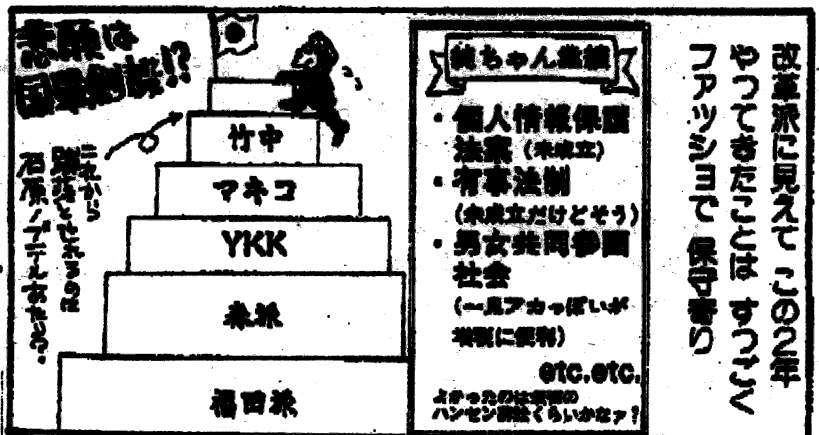 改革派に見えて この2年
やってきたことは すっごく
ファッショで 保守寄り
純ちゃん業績
・個人情報保護
法案(未成立)
・有事法制
(未成立だけどそう)
・男女共同参画
社会
(一見アカっぽいが
増税に便利)
etc.etc.
よかったのは最初の
ハンセン訴訟くらいかなァ!
悲願は
国軍創設!?
竹中
マキコ
YKK
森派
福田派
これから
踏台とされるのは
石原ノブテルあたりか。